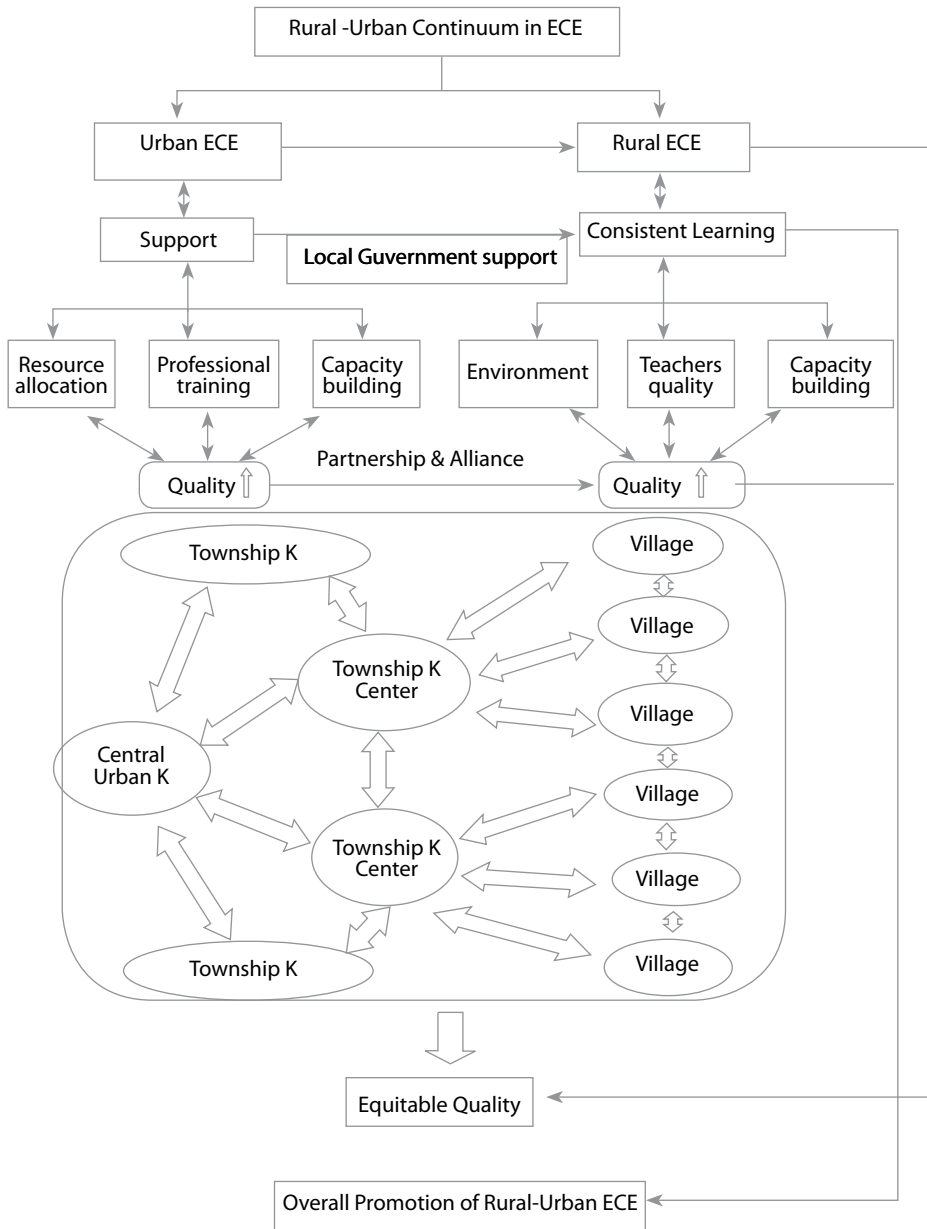 Rural -Urban Continuum in ECE
Urban ECE
Rural ECE
Support
Local Guvernment support
Consistent Learning
Resource
allocation
Professional
training
Capacity
building
Environment
Teachers
quality
Capacity
building
Partnership & Alliance
Quality
Quality
Township K
Village
Village
Township K
Center
Village
Central
Urban K
Village
Township K
Center
Village
Township K
Village
Equitable Quality
Overall Promotion of Rural-Urban ECE